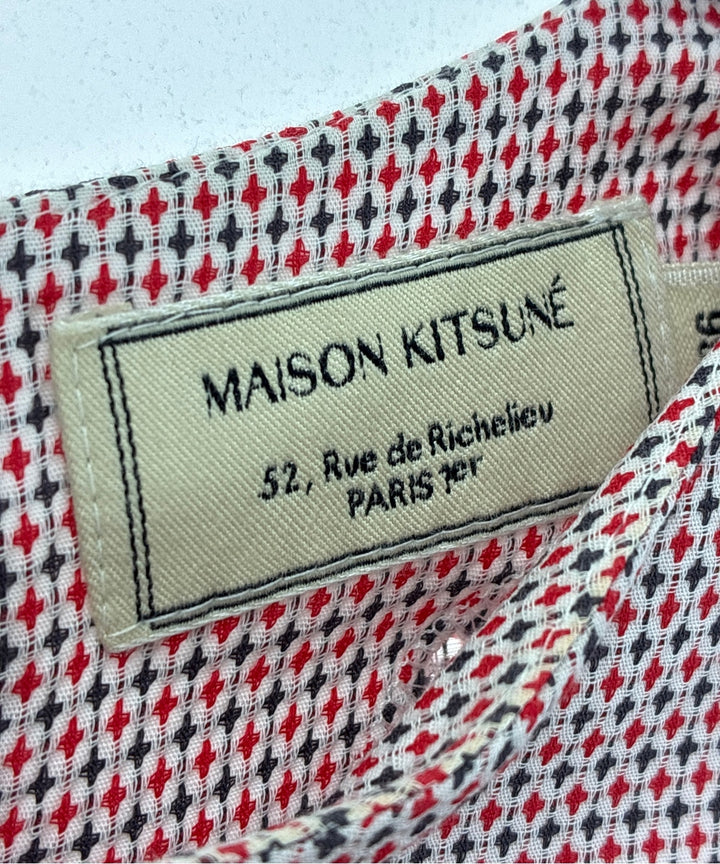 MAISON KITSUNÉ
52, Rue de Richelieu
PARIS 1er